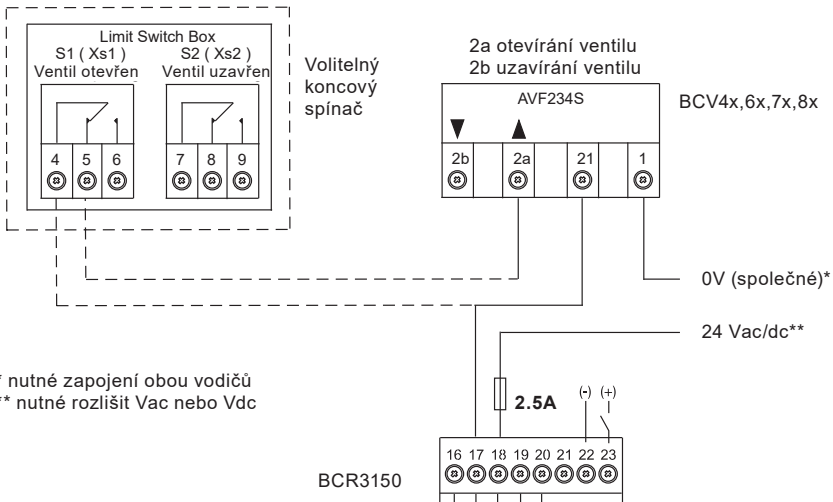 Limit Switch Box
S1 ( Xs1 )
Ventil otevřen
S2 ( Xs2 )
Ventil uzavřen
4 5 6
7 8 9
Volitelný
koncový
spínač
2a otevírání ventilu
2b uzavírání ventilu
AVF234S
2b 2a 21 1
BCV4x,6x,7x,8x
0V (společné)*
24 Vac/dc**
* nutné zapojení obou vodičů
** nutné rozlišit Vac nebo Vdc
2.5A
(-) (+)
16 17 18 19 20 21 22 23
BCR3150